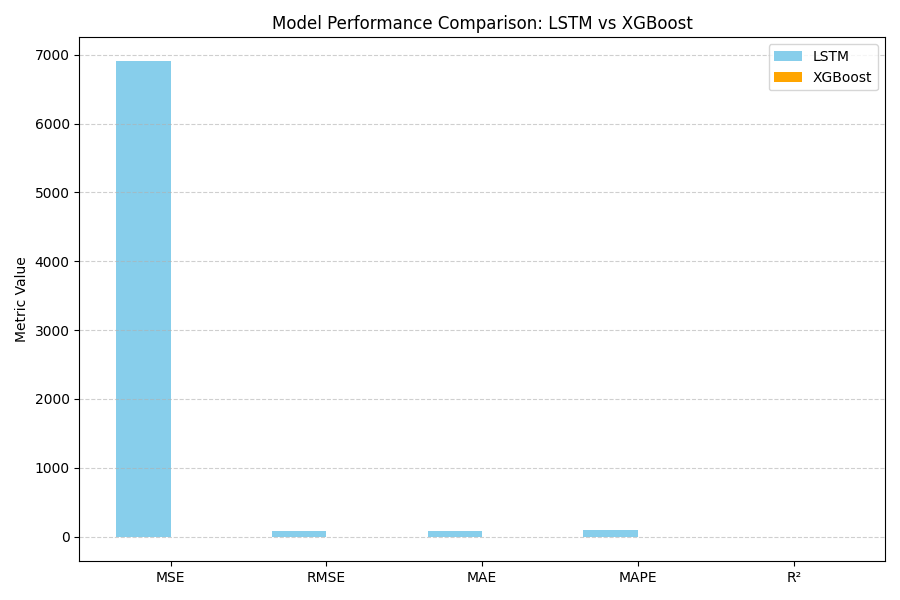 Model Performance Comparison: LSTM vs XGBoost
LSTM
XGBoost
Metric Value
7000
6000
5000
4000
3000
2000
1000
0
MSE RMSE MAE MAPE R²